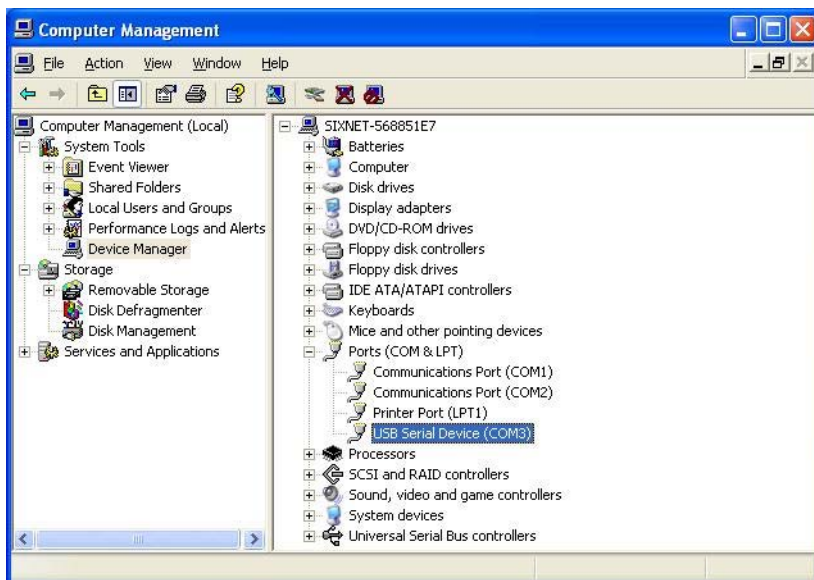 Computer Management
File Action View Window Help
Computer Management (Local)
System Tools
Event Viewer
Shared Folders
Local Users and Groups
Performance Logs and Alerts
Device Manager
Storage
Removable Storage
Disk Defragmenter
Disk Management
Services and Applications
SIXNET-568851E7
Batteries
Computer
Disk drives
Display adapters
DVD/CD-ROM drives
Floppy disk controllers
Floppy disk drives
IDE ATA/ATAPI controllers
Keyboards
Mice and other pointing devices
Ports (COM & LPT)
Communications Port (COM1)
Communications Port (COM2)
Printer Port (LPT1)
USB Serial Device (COM3)
Processors
SCSI and RAID controllers
Sound, video and game controllers
System devices
Universal Serial Bus controllers